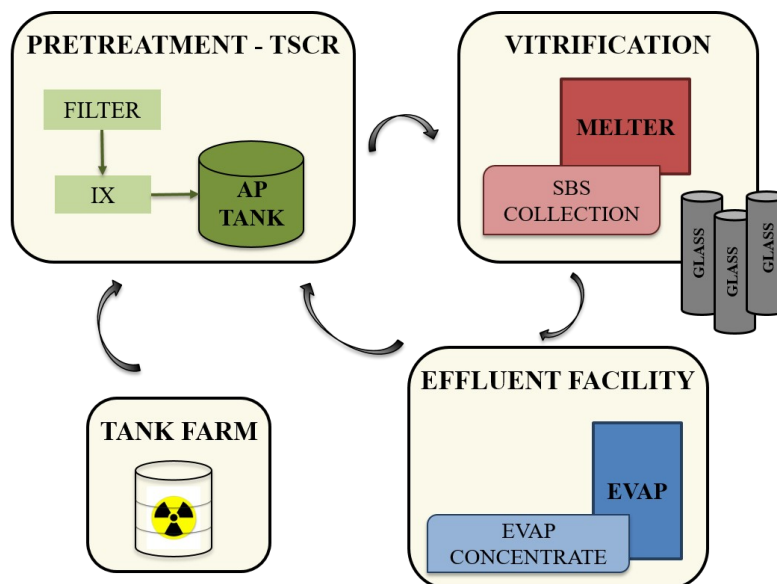 PRETREATMENT - TSCR
FILTER
IX
AP
TANK
VITRIFICATION
MELTER
SBS
COLLECTION
GLASS
GLASS
GLASS
TANK FARM
EFFLUENT FACILITY
EVAP
EVAP
CONCENTRATE